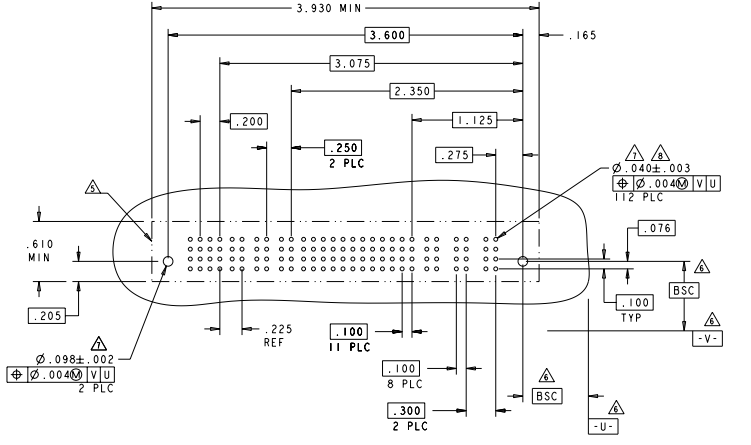 3.930 MIN
3.600
.165
3.075
2.350
.200
1.125
.250
2 PLC
.275
7 8
Ø.040±.003
⌖ Ø.004Ⓜ V U
112 PLC
5
.610
MIN
.076
6
BSC
.205
.225
REF
.100
11 PLC
.100
TYP
6
-V-
7
Ø.098±.002
⌖ Ø.004Ⓜ V U
2 PLC
.100
8 PLC
6
BSC
.300
2 PLC
6
-U-